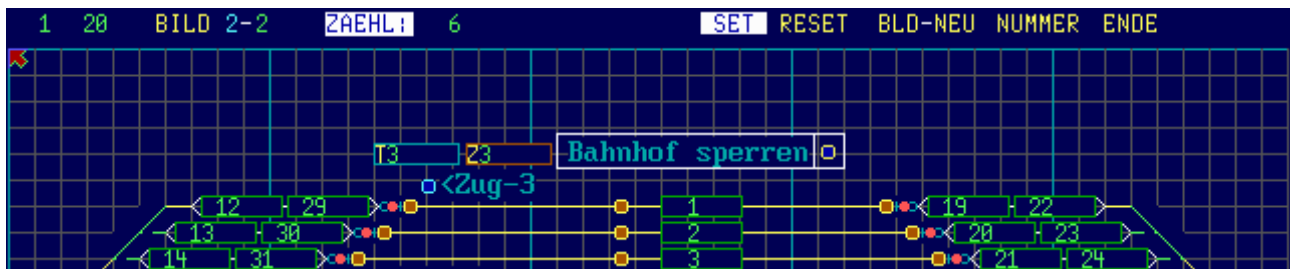 1 20 BILD 2-2 ZAEHL: 6 SET RESET BLD-NEU NUMMER ENDE
T3 Z3 Bahnhof sperren
<Zug-3
12 29 1 19 22
13 30 2 20 23
14 31 3 21 24